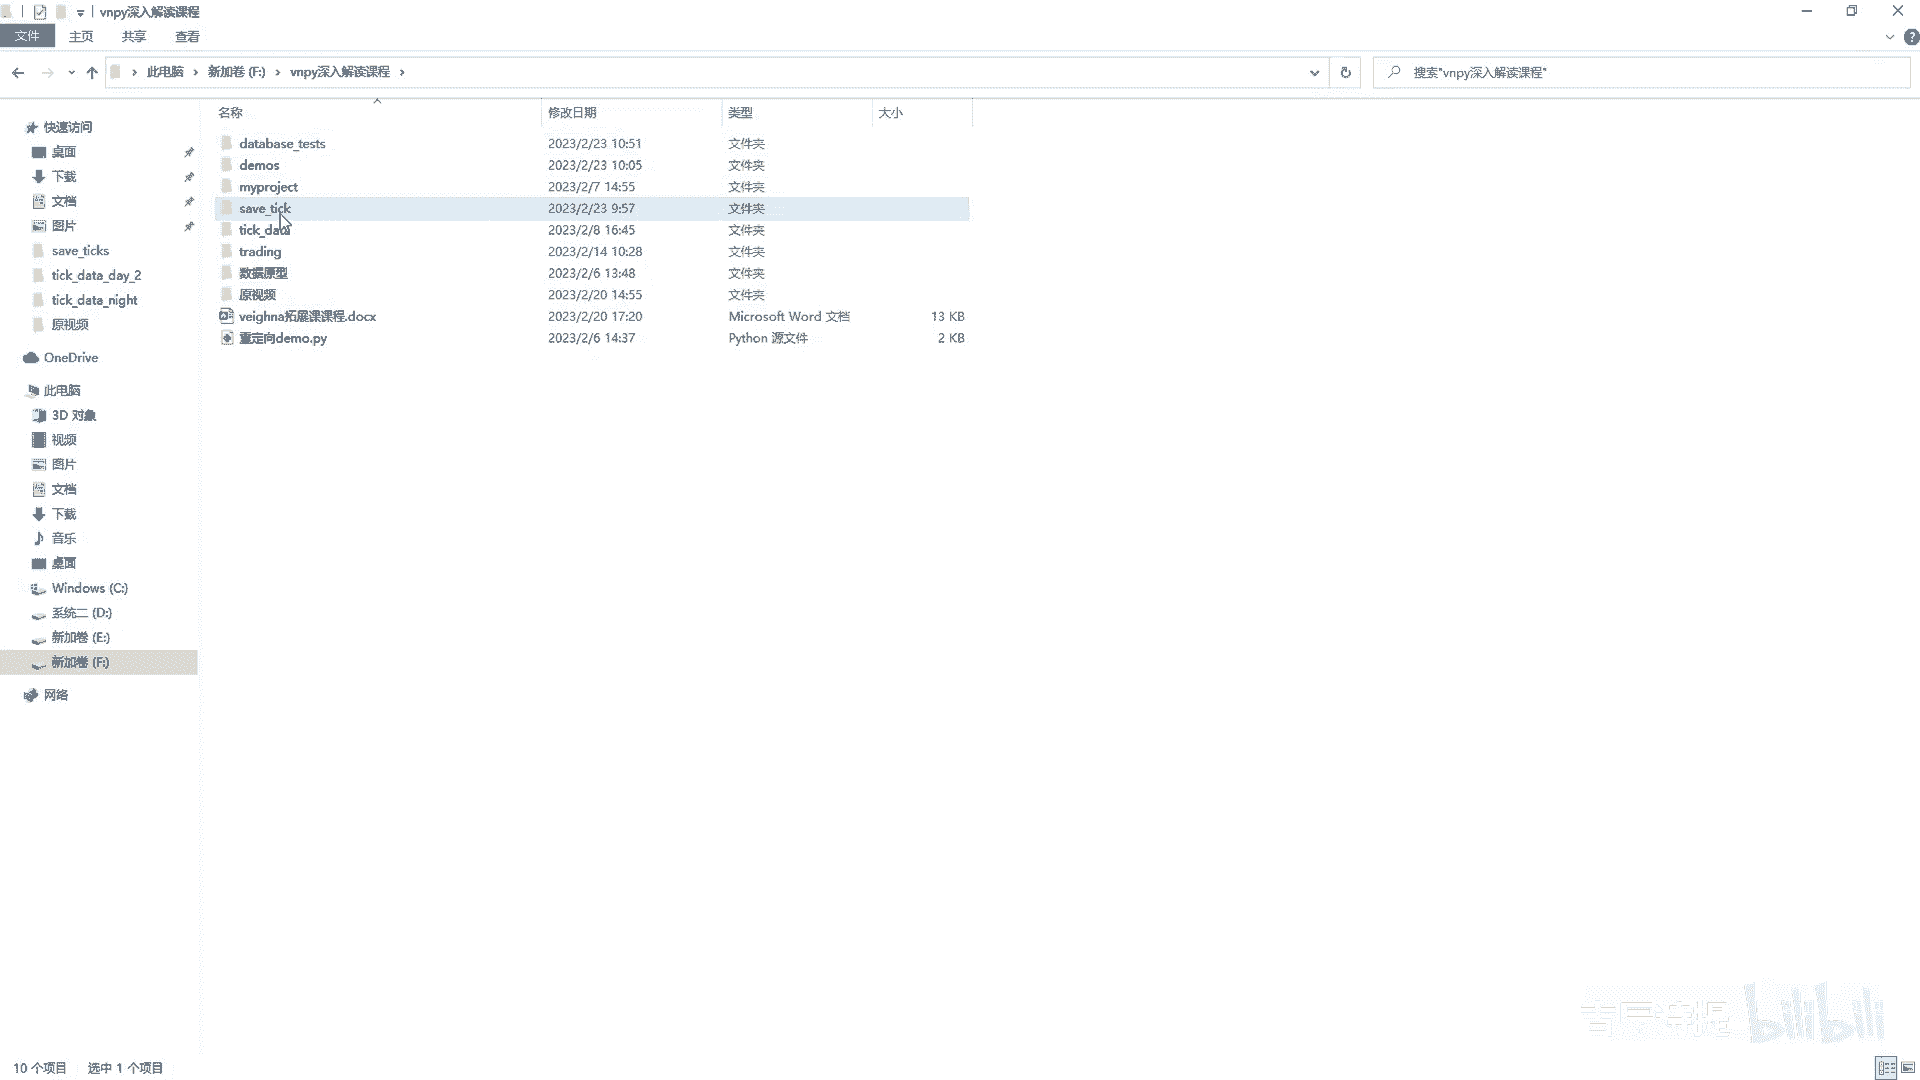 vnpy深入解读课程
文件 主页 共享 查看
此电脑 新加卷 (F:) vnpy深入解读课程 搜索"vnpy深入解读课程"
名称 修改日期 类型 大小
快速访问
桌面
下载
文档
图片
save_ticks
tick_data_day_2
tick_data_night
原视频
OneDrive
此电脑
3D 对象
视频
图片
文档
下载
音乐
桌面
Windows (C:)
系统二 (D:)
新加卷 (E:)
新加卷 (F:)
网络
database_tests 2023/2/23 10:51 文件夹
demos 2023/2/23 10:05 文件夹
myproject 2023/2/7 14:55 文件夹
save_tick 2023/2/23 9:57 文件夹
tick_data 2023/2/8 16:45 文件夹
trading 2023/2/14 10:28 文件夹
数据原型 2023/2/6 13:48 文件夹
原视频 2023/2/20 14:55 文件夹
veighna拓展课课程.docx 2023/2/20 17:20 Microsoft Word 文档 13 KB
重定向demo.py 2023/2/6 14:37 Python 源文件 2 KB
bilibili
10 个项目 选中 1 个项目